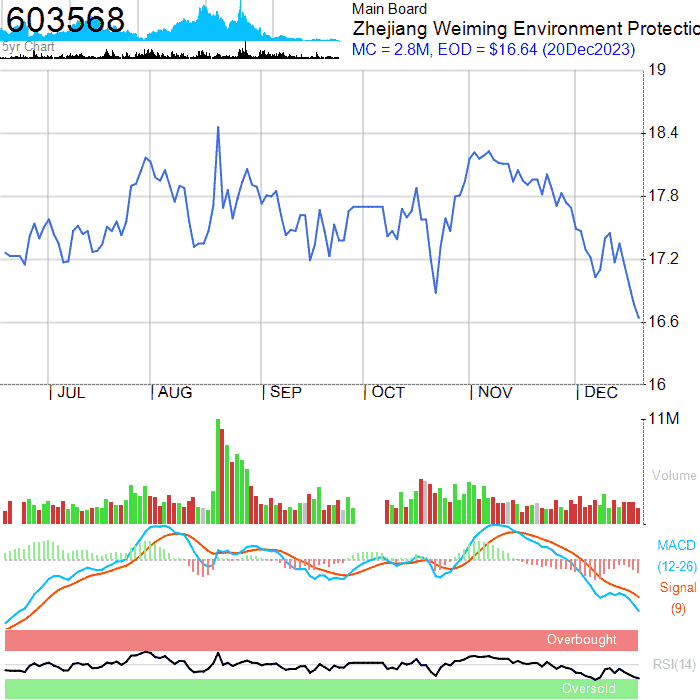 603568
5yr Chart
Main Board
Zhejiang Weiming Environment Protectio
MC = 2.8M, EOD = $16.64 (20Dec2023)
19
18.4
17.8
17.2
16.6
16
JUL
AUG
SEP
OCT
NOV
DEC
11M
Volume
MACD
(12-26)
Signal
(9)
Overbought
RSI(14)
Oversold